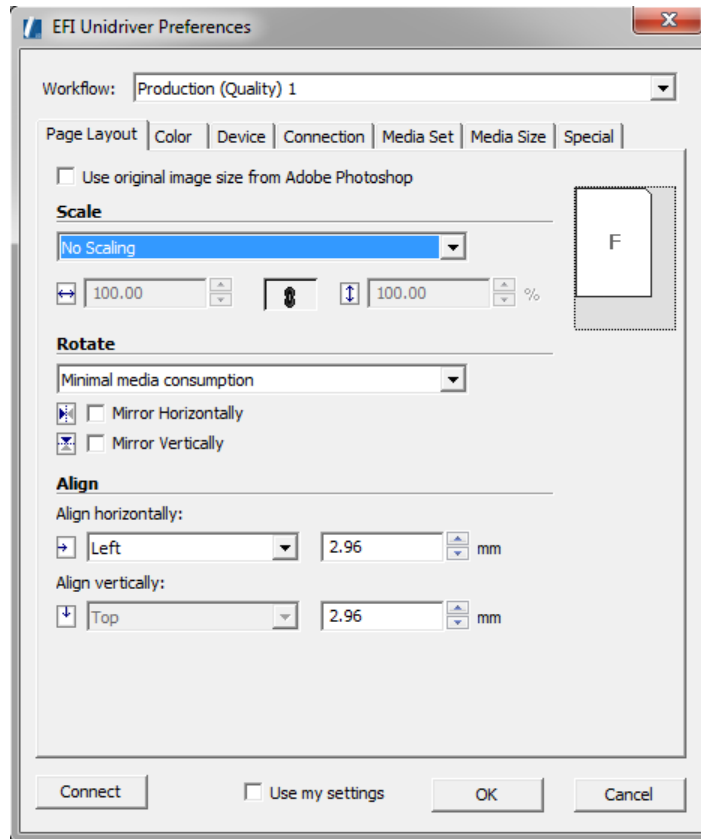 EFI Unidriver Preferences
Workflow: Production (Quality) 1
Page Layout Color Device Connection Media Set Media Size Special
Use original image size from Adobe Photoshop
Scale
F
No Scaling
100.00 100.00 %
Rotate
Minimal media consumption
Mirror Horizontally
Mirror Vertically
Align
Align horizontally:
Left 2.96 mm
Align vertically:
Top 2.96 mm
Connect Use my settings OK Cancel